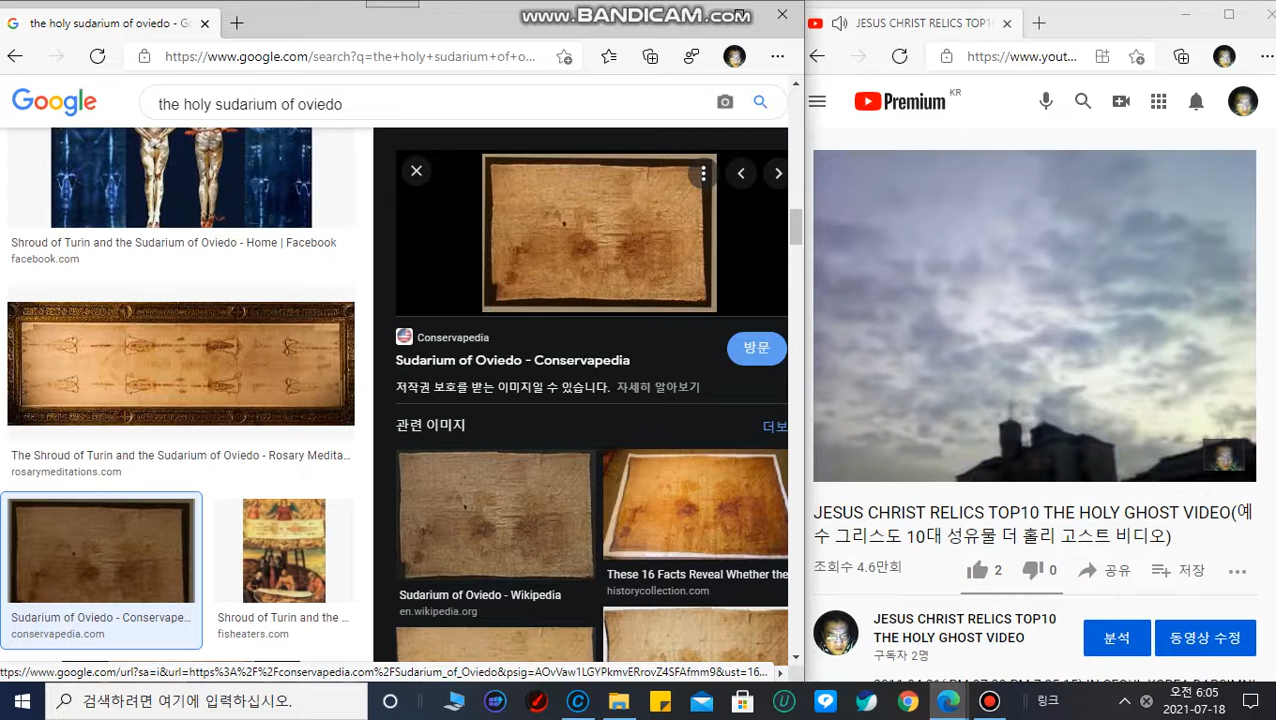 www.BANDICAM.com
the holy sudarium of oviedo - Go
JESUS CHRIST RELICS TOP1
https://www.google.com/search?q=the+holy+sudarium+of+o...
https://www.yout...
Google
the holy sudarium of oviedo
Premium KR
Shroud of Turin and the Sudarium of Oviedo - Home | Facebook
facebook.com
The Shroud of Turin and the Sudarium of Oviedo - Rosary Medita...
rosarymeditations.com
Sudarium of Oviedo - Conservape...
conservapedia.com
Shroud of Turin and the ...
fisheaters.com
Conservapedia
Sudarium of Oviedo - Conservapedia
방문
저작권 보호를 받는 이미지일 수 있습니다. 자세히 알아보기
관련 이미지
더보
Sudarium of Oviedo - Wikipedia
en.wikipedia.org
These 16 Facts Reveal Whether the
historycollection.com
JESUS CHRIST RELICS TOP10 THE HOLY GHOST VIDEO(예
수 그리스도 10대 성유물 더 홀리 고스트 비디오)
조회수 4.6만회
2
0
공유
저장
JESUS CHRIST RELICS TOP10
THE HOLY GHOST VIDEO
구독자 2명
분석
동영상 수정
ttps://www.google.com/url?sa=i&url=https%3A%2F%2Fconservapedia.com%2FSudarium_of_Oviedo&psig=AOvVaw1LGYPkmvErrovZ4SFAfmm9&ust=16...
검색하려면 여기에 입력하십시오.
링크
오전 6:05
2021-07-18